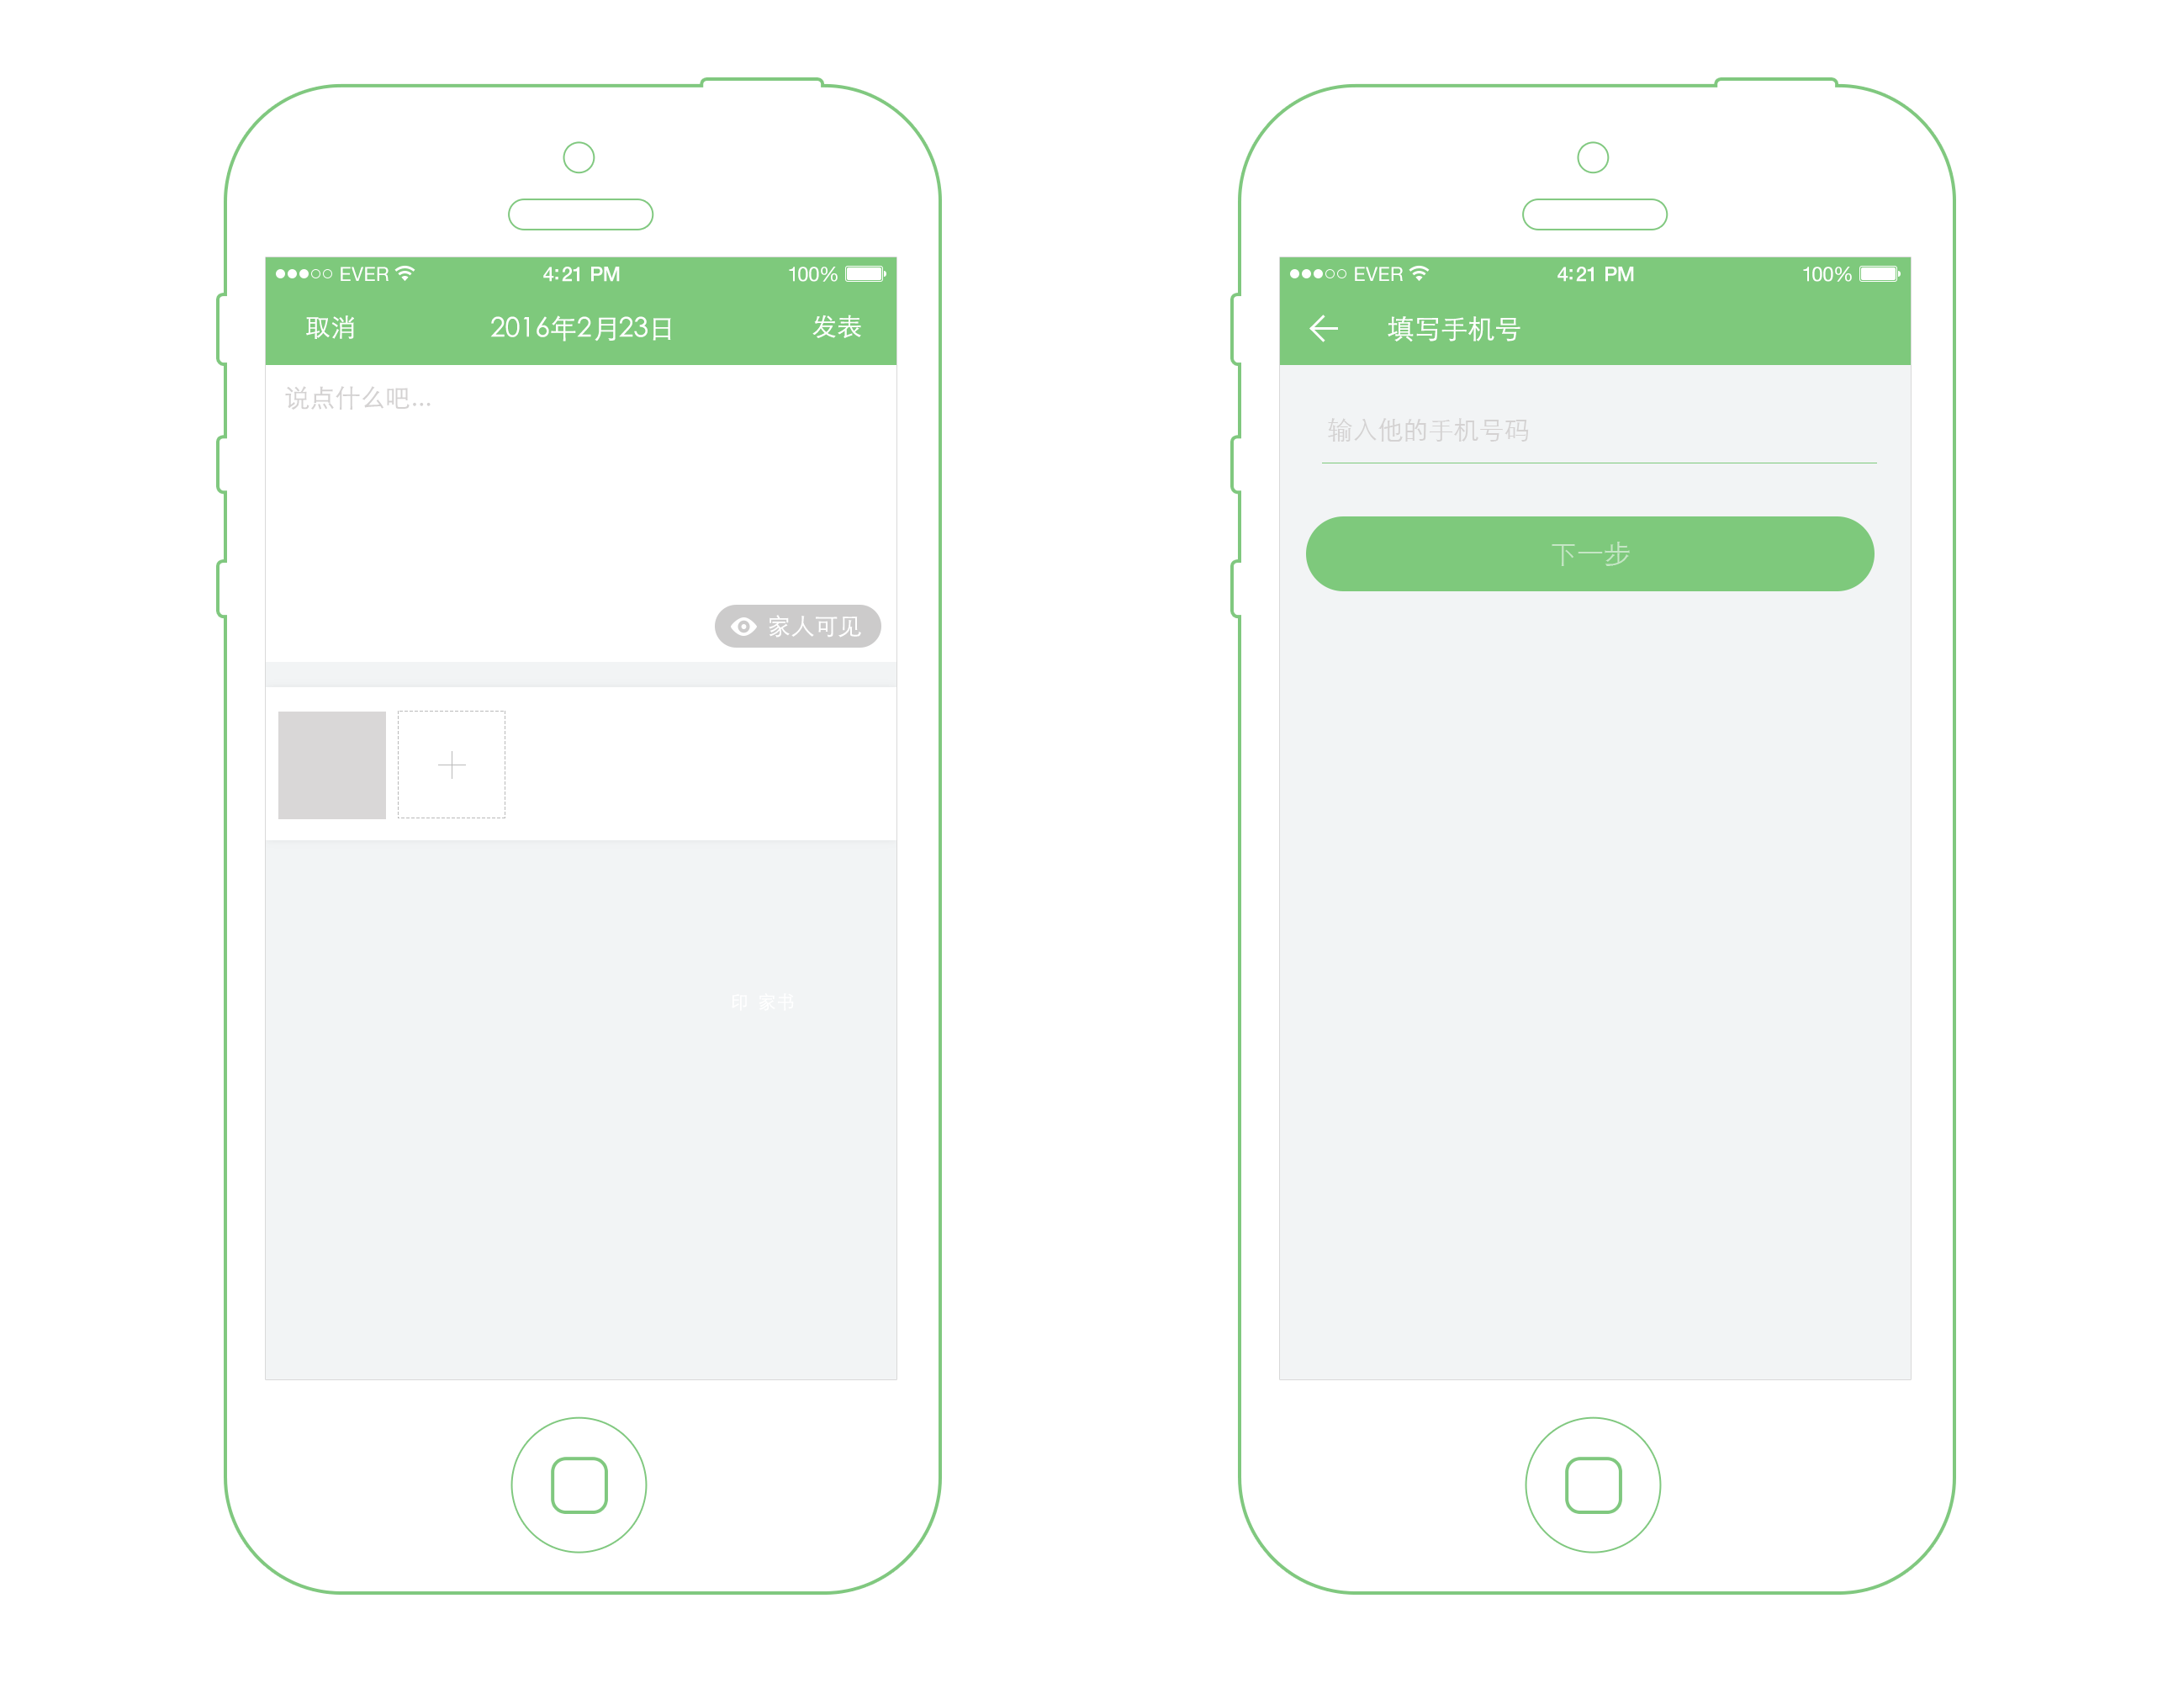 EVER 4:21 PM 100%
取消 2016年2月23日 发表
说点什么吧...
家人可见
印 家书
EVER 4:21 PM 100%
填写手机号
输入他的手机号码
下一步